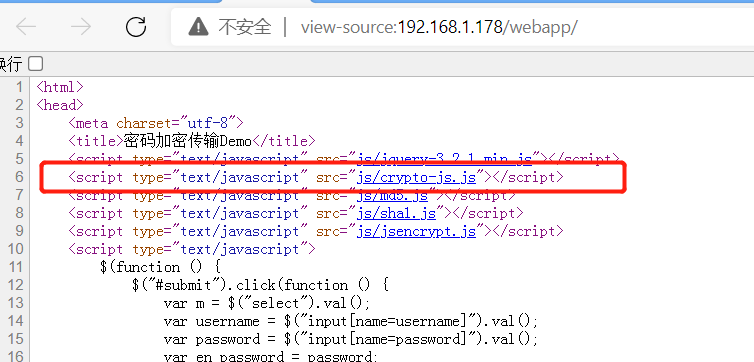 不安全 | view-source:192.168.1.178/webapp/
换行
1 <html>
2 <head>
3 <meta charset="utf-8">
4 <title>密码加密传输Demo</title>
5 <script type="text/javascript" src="js/jquery-3.2.1.min.js"></script>
6 <script type="text/javascript" src="js/crypto-js.js"></script>
7 <script type="text/javascript" src="js/md5.js"></script>
8 <script type="text/javascript" src="js/sha1.js"></script>
9 <script type="text/javascript" src="js/jsencrypt.js"></script>
10 <script type="text/javascript">
11 $(function () {
12 $("#submit").click(function () {
13 var m = $("select").val();
14 var username = $("input[name=username]").val();
15 var password = $("input[name=password]").val();
16 var en_password = password;